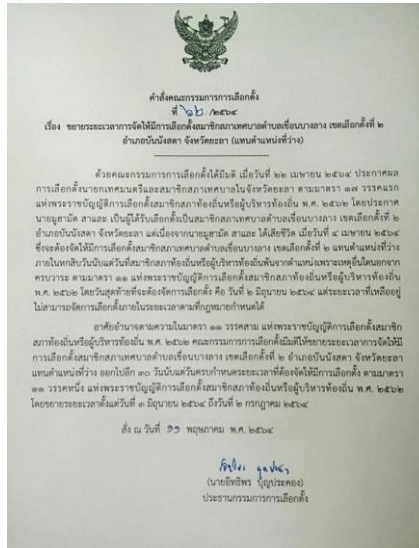 คำสั่งคณะกรรมการการเลือกตั้ง
ที่ ๖๒ /๒๕๖๔
เรื่อง ขยายระยะเวลาการจัดให้มีการเลือกตั้งสมาชิกสภาเทศบาลตำบลเขื่อนบางลาง เขตเลือกตั้งที่ ๒
อำเภอบันนังสตา จังหวัดยะลา (แทนตำแหน่งที่ว่าง)
ด้วยคณะกรรมการการเลือกตั้งได้มีมติ เมื่อวันที่ ๒๒ เมษายน ๒๕๖๔ ประกาศผล
การเลือกตั้งนายกเทศมนตรีและสมาชิกสภาเทศบาลในจังหวัดยะลา ตามมาตรา ๑๗ วรรคแรก
แห่งพระราชบัญญัติการเลือกตั้งสมาชิกสภาท้องถิ่นหรือผู้บริหารท้องถิ่น พ.ศ. ๒๕๖๒ โดยประกาศ
นายมูฮามัด สาและ เป็นผู้ได้รับเลือกตั้งเป็นสมาชิกสภาเทศบาลตำบลเขื่อนบางลาง เขตเลือกตั้งที่ ๒
อำเภอบันนังสตา จังหวัดยะลา แต่เนื่องจากนายมูฮามัด สาและ ได้เสียชีวิต เมื่อวันที่ ๔ เมษายน ๒๕๖๔
ซึ่งจะต้องจัดให้มีการเลือกตั้งสมาชิกสภาเทศบาลตำบลเขื่อนบางลาง เขตเลือกตั้งที่ ๒ แทนตำแหน่งที่ว่าง
ภายในหกสิบวันนับแต่วันที่สมาชิกสภาท้องถิ่นหรือผู้บริหารท้องถิ่นพ้นจากตำแหน่งเพราะเหตุอื่นใดนอกจาก
ครบวาระ ตามมาตรา ๑๑ แห่งพระราชบัญญัติการเลือกตั้งสมาชิกสภาท้องถิ่นหรือผู้บริหารท้องถิ่น
พ.ศ. ๒๕๖๒ โดยวันสุดท้ายที่จะต้องจัดการเลือกตั้ง คือ วันที่ ๒ มิถุนายน ๒๕๖๔ แต่ระยะเวลาที่เหลืออยู่
ไม่สามารถจัดการเลือกตั้งภายในระยะเวลาตามที่กฎหมายกำหนดได้
อาศัยอำนาจตามความในมาตรา ๑๑ วรรคสาม แห่งพระราชบัญญัติการเลือกตั้งสมาชิก
สภาท้องถิ่นหรือผู้บริหารท้องถิ่น พ.ศ. ๒๕๖๒ คณะกรรมการการเลือกตั้งมีมติให้ขยายระยะเวลาการจัดให้มี
การเลือกตั้งสมาชิกสภาเทศบาลตำบลเขื่อนบางลาง เขตเลือกตั้งที่ ๒ อำเภอบันนังสตา จังหวัดยะลา
แทนตำแหน่งที่ว่าง ออกไปอีก ๓๐ วันนับแต่วันครบกำหนดระยะเวลาที่ต้องจัดให้มีการเลือกตั้ง ตามมาตรา
๑๑ วรรคหนึ่ง แห่งพระราชบัญญัติการเลือกตั้งสมาชิกสภาท้องถิ่นหรือผู้บริหารท้องถิ่น พ.ศ. ๒๕๖๒
โดยขยายระยะเวลาตั้งแต่วันที่ ๓ มิถุนายน ๒๕๖๔ ถึงวันที่ ๒ กรกฎาคม ๒๕๖๔
สั่ง ณ วันที่ ๑๑ พฤษภาคม พ.ศ. ๒๕๖๔
(นายอิทธิพร บุญประคอง)
ประธานกรรมการการเลือกตั้ง